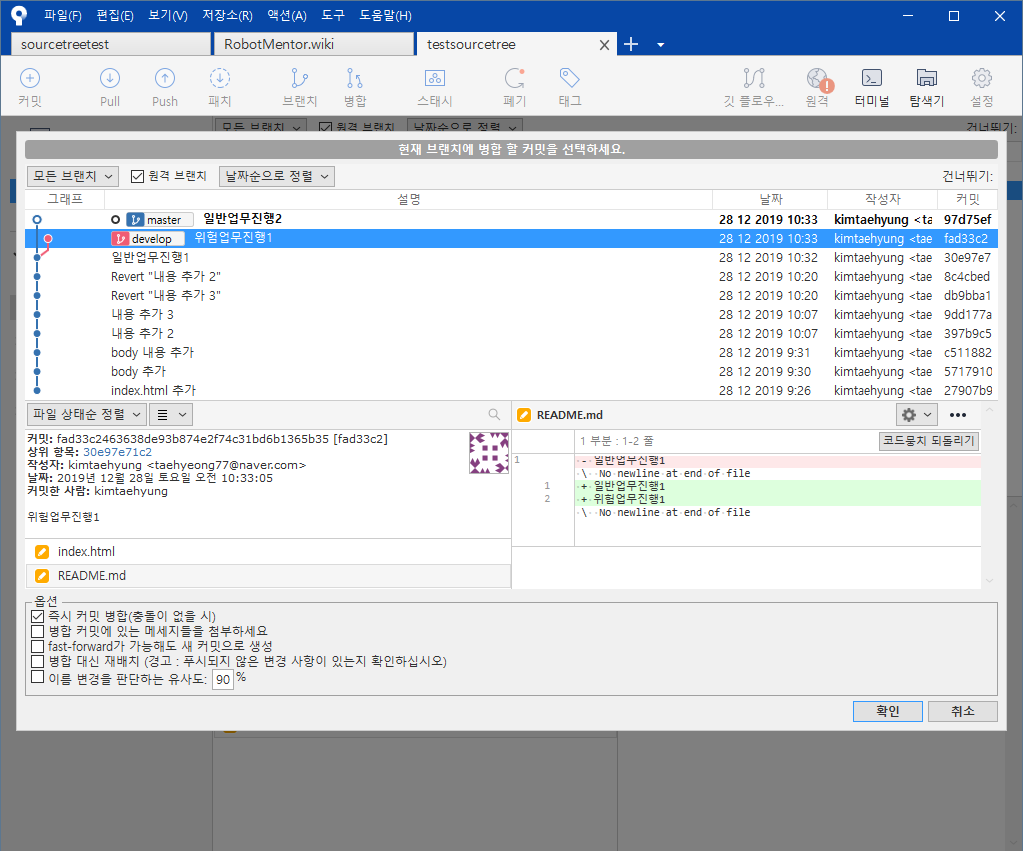 파일(F) 편집(E) 보기(V) 저장소(R) 액션(A) 도구 도움말(H)
sourcetreetest RobotMentor.wiki testsourcetree
커밋 Pull Push 패치 브랜치 병합 스태시 폐기 태그 깃 플로우... 원격 터미널 탐색기 설정
모든 브랜치 원격 브랜치 날짜순으로 정렬 건너뛰기:
현재 브랜치에 병합 할 커밋을 선택하세요.
모든 브랜치 원격 브랜치 날짜순으로 정렬 건너뛰기:
그래프 설명 날짜 작성자 커밋
master 일반업무진행2 28 12 2019 10:33 kimtaehyung <ta 97d75ef
develop 위험업무진행1 28 12 2019 10:33 kimtaehyung <tae fad33c2
일반업무진행1 28 12 2019 10:32 kimtaehyung <tae 30e97e7
Revert "내용 추가 2" 28 12 2019 10:20 kimtaehyung <tae 8c4cbed
Revert "내용 추가 3" 28 12 2019 10:20 kimtaehyung <tae db9bba1
내용 추가 3 28 12 2019 10:07 kimtaehyung <tae 9dd177a
내용 추가 2 28 12 2019 10:07 kimtaehyung <tae 397b9c5
body 내용 추가 28 12 2019 9:31 kimtaehyung <tae c511882
body 추가 28 12 2019 9:30 kimtaehyung <tae 5717910
index.html 추가 28 12 2019 9:26 kimtaehyung <tae 27907b9
파일 상태순 정렬
커밋: fad33c2463638de93b874e2f74c31bd6b1365b35 [fad33c2]
상위 항목: 30e97e71c2
작성자: kimtaehyung <taehyeong77@naver.com>
날짜: 2019년 12월 28일 토요일 오전 10:33:05
커밋한 사람: kimtaehyung
위험업무진행1
index.html
README.md
README.md
1 부분 : 1-2 줄 코드뭉치 되돌리기
1 - 일반업무진행1
\ No newline at end of file
1 + 일반업무진행1
2 + 위험업무진행1
\ No newline at end of file
옵션
즉시 커밋 병합(충돌이 없을 시)
병합 커밋에 있는 메세지들을 첨부하세요
fast-forward가 가능해도 새 커밋으로 생성
병합 대신 재배치 (경고 : 푸시되지 않은 변경 사항이 있는지 확인하십시오)
이름 변경을 판단하는 유사도: 90 %
확인 취소